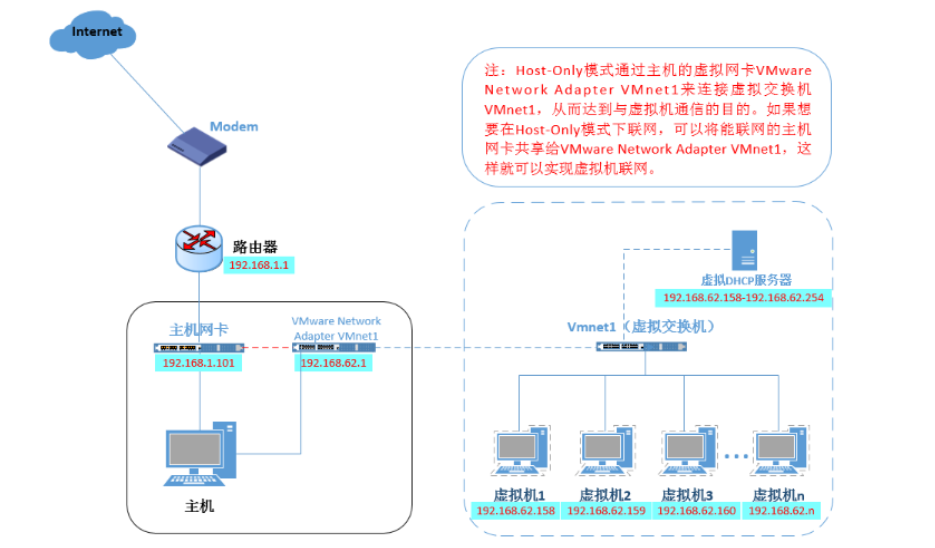 Internet
注：Host-Only模式通过主机的虚拟网卡VMware
Network Adapter VMnet1来连接虚拟交换机
VMnet1，从而达到与虚拟机通信的目的。如果想
要在Host-Only模式下联网，可以将能联网的主机
网卡共享给VMware Network Adapter VMnet1，这
样就可以实现虚拟机联网。
Modem
路由器
192.168.1.1
虚拟DHCP服务器
192.168.62.158-192.168.62.254
主机网卡
192.168.1.101
VMware Network
Adapter VMnet1
192.168.62.1
Vmnet1（虚拟交换机）
主机
虚拟机1
192.168.62.158
虚拟机2
192.168.62.159
虚拟机3
192.168.62.160
虚拟机n
192.168.62.n